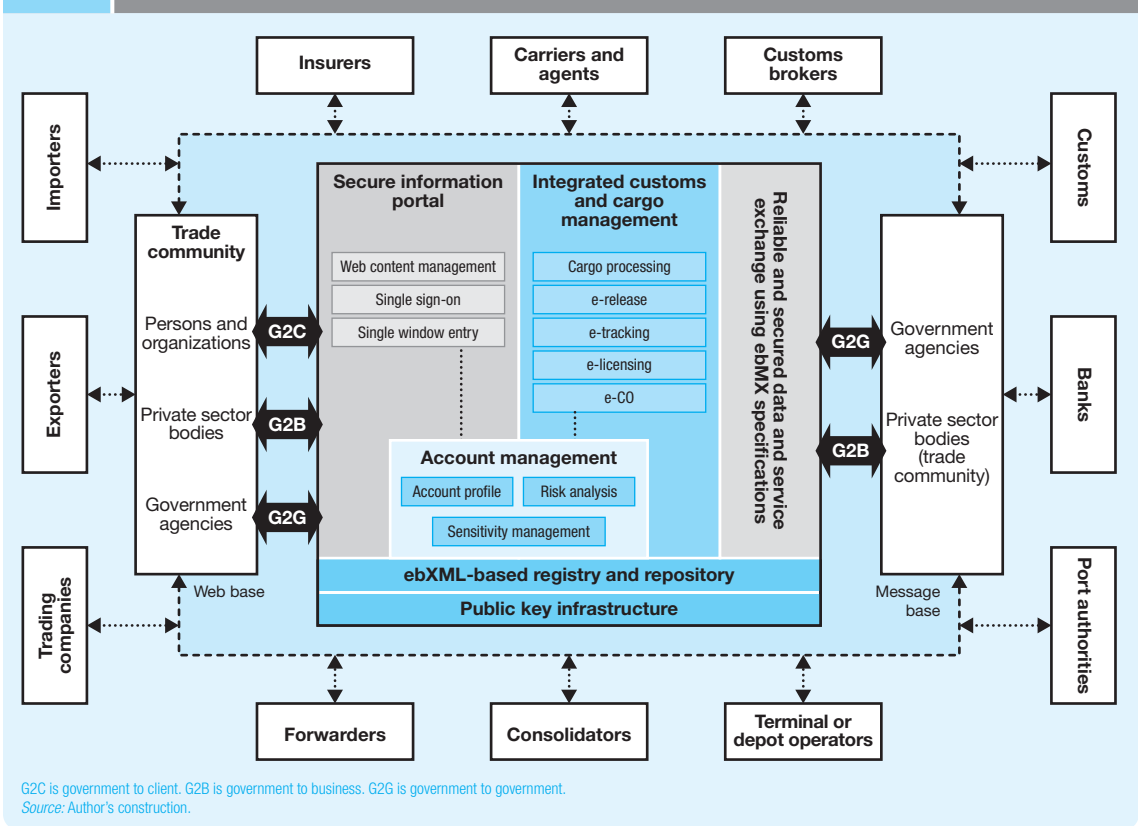 Insurers
Carriers and
agents
Customs
brokers
Importers
Customs
Secure information
portal
Integrated customs
and cargo
management
Reliable and secured data and service
exchange using ebMX specifications
Trade
community
Web content management
Single sign-on
Single window entry
Cargo processing
e-release
e-tracking
e-licensing
e-CO
Persons and
organizations
G2C
G2G
Government
agencies
Exporters
Banks
Private sector
bodies
G2B
G2B
Private sector
bodies
(trade
community)
Account management
Account profile
Risk analysis
Sensitivity management
Government
agencies
G2G
ebXML-based registry and repository
Public key infrastructure
Web base
Message
base
Trading
companies
Port authorities
Forwarders
Consolidators
Terminal or
depot operators
G2C is government to client. G2B is government to business. G2G is government to government.
Source: Author's construction.